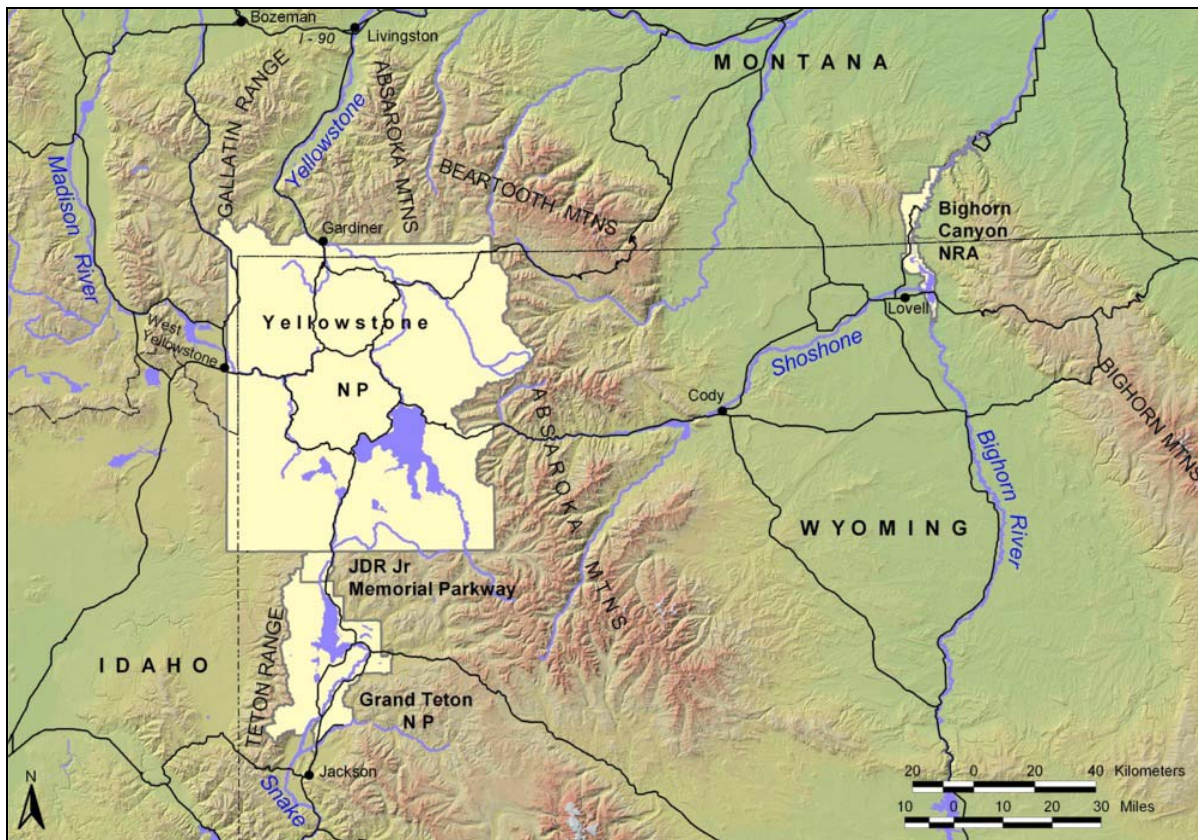 Bozeman
I - 90
Livingston
MONTANA
GALLATIN RANGE
ABSAROKA MTNS
Yellowstone
Madison
River
BEARTOOTH MTNS
Bighorn
Canyon
NRA
Gardiner
Yellowstone
NP
West
Yellowstone
Lovell
Shoshone
Cody
BIGHORN MTNS
ABSAROKA MTNS
Bighorn River
WYOMING
JDR Jr
Memorial Parkway
IDAHO
TETON RANGE
Grand Teton
NP
Jackson
Snake
N
20 0 20 40 Kilometers
10 0 10 20 30 Miles